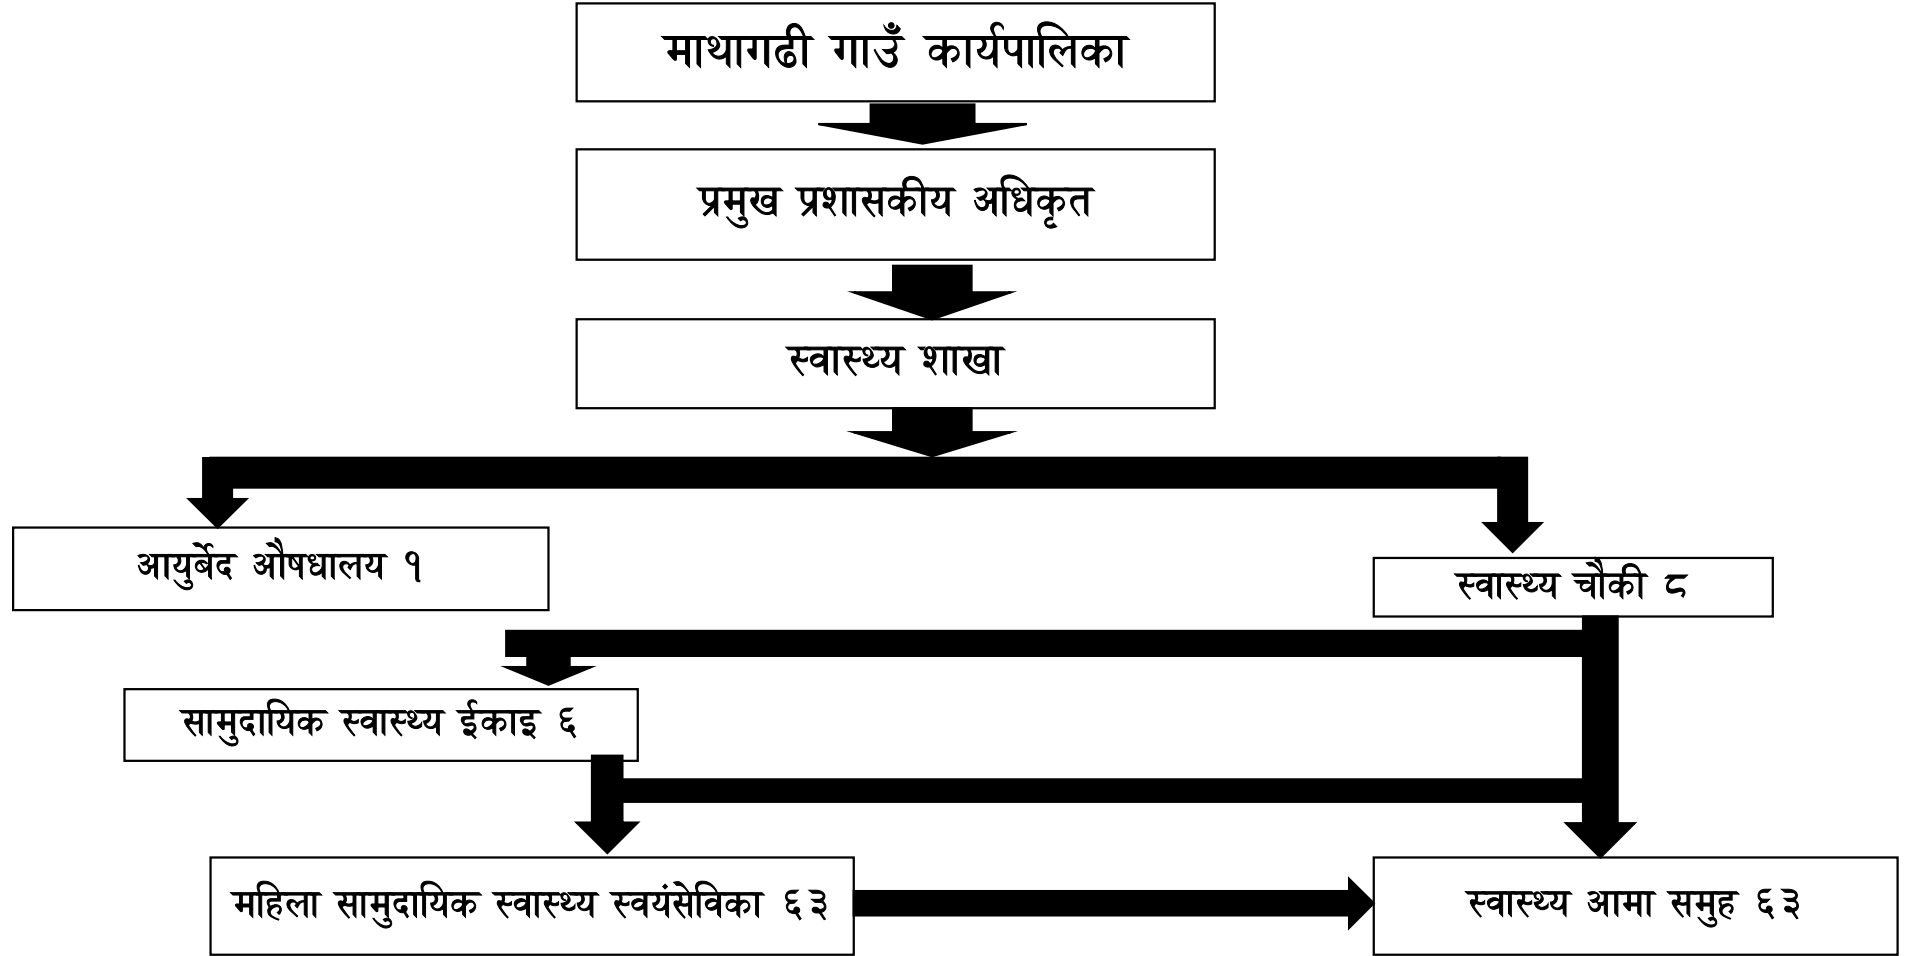 माथागढी गाउँ कार्यपालिका
प्रमुख प्रशासकीय अधिकृत
स्वास्थ्य शाखा
आयुर्बेद औषधालय १
स्वास्थ्य चौकी ८
सामुदायिक स्वास्थ्य ईकाइ ६
महिला सामुदायिक स्वास्थ्य स्वयंसेविका ६३
स्वास्थ्य आमा समुह ६३